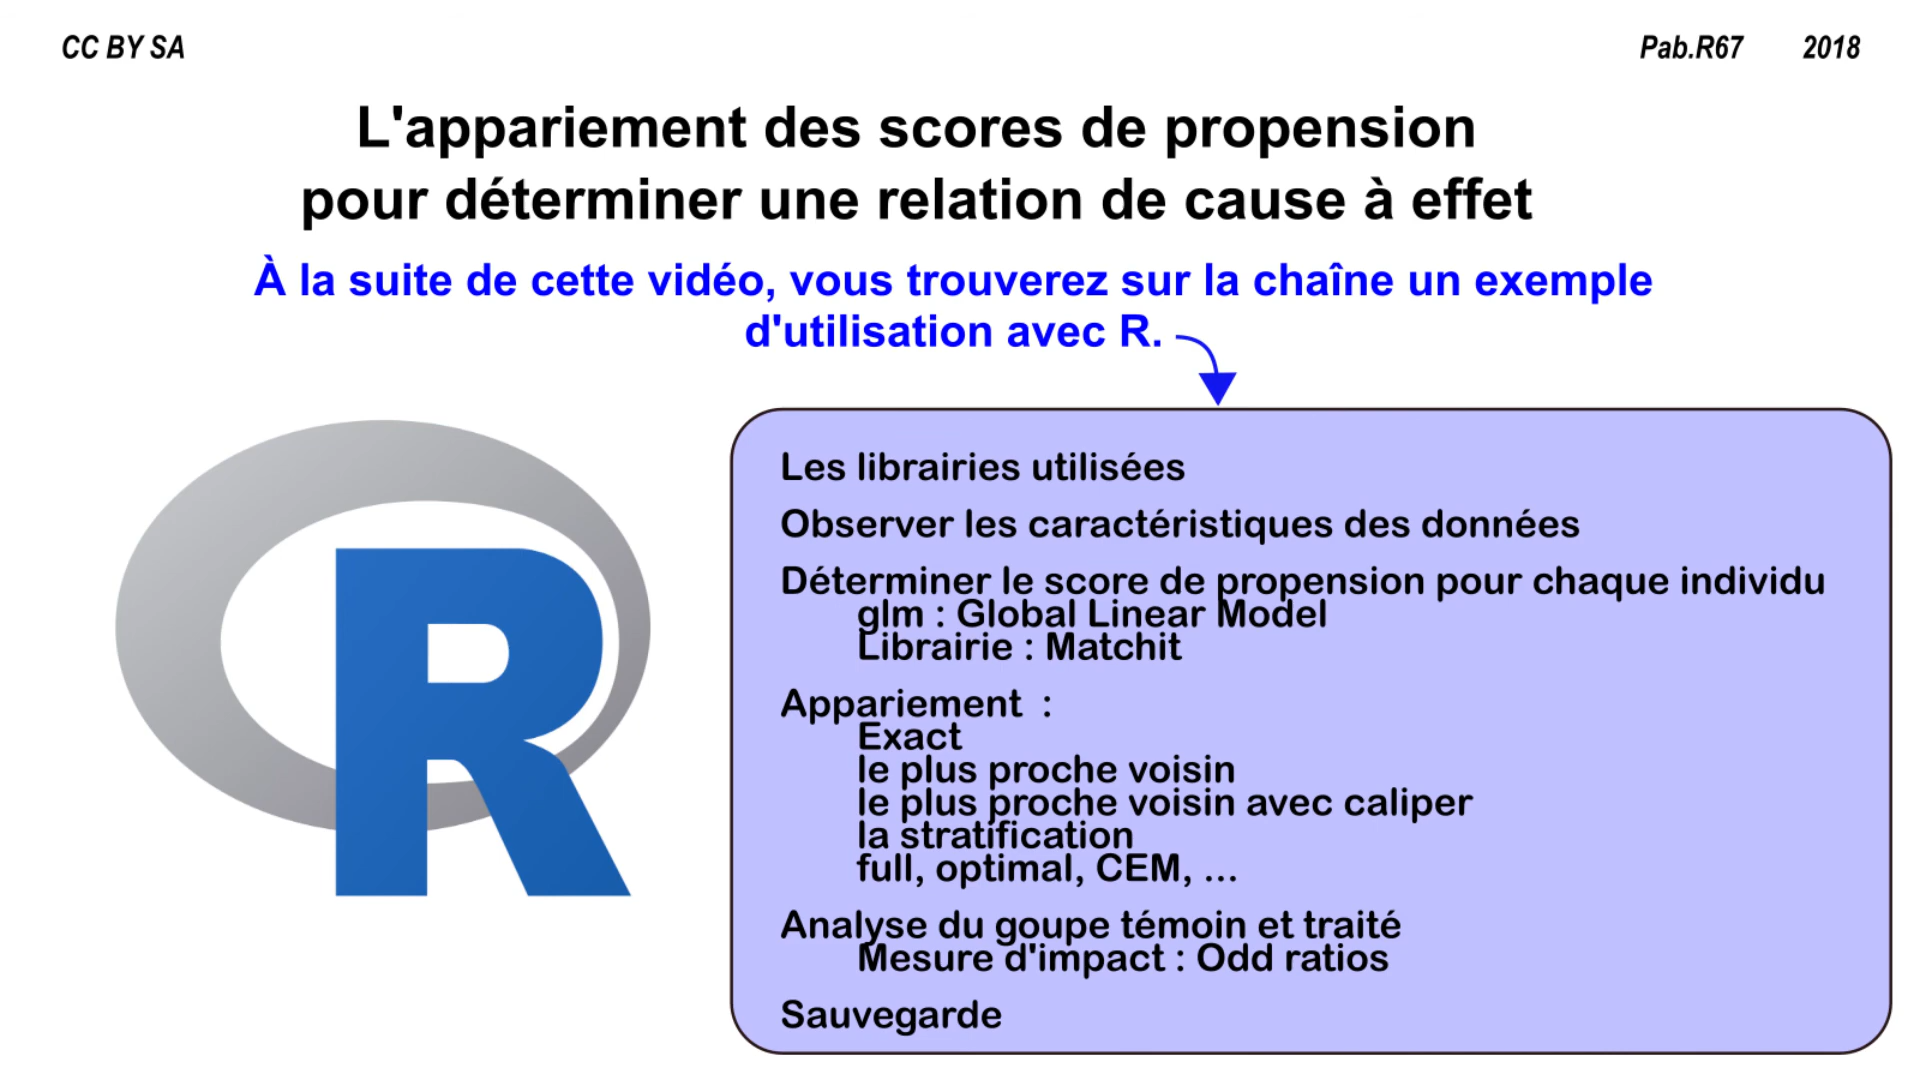 CC BY SA
Pab.R67 2018
L'appariement des scores de propension
pour déterminer une relation de cause à effet
À la suite de cette vidéo, vous trouverez sur la chaîne un exemple
d'utilisation avec R.
R
Les librairies utilisées
Observer les caractéristiques des données
Déterminer le score de propension pour chaque individu
glm : Global Linear Model
Librairie : Matchit
Appariement :
Exact
le plus proche voisin
le plus proche voisin avec caliper
la stratification
full, optimal, CEM, ...
Analyse du goupe témoin et traité
Mesure d'impact : Odd ratios
Sauvegarde